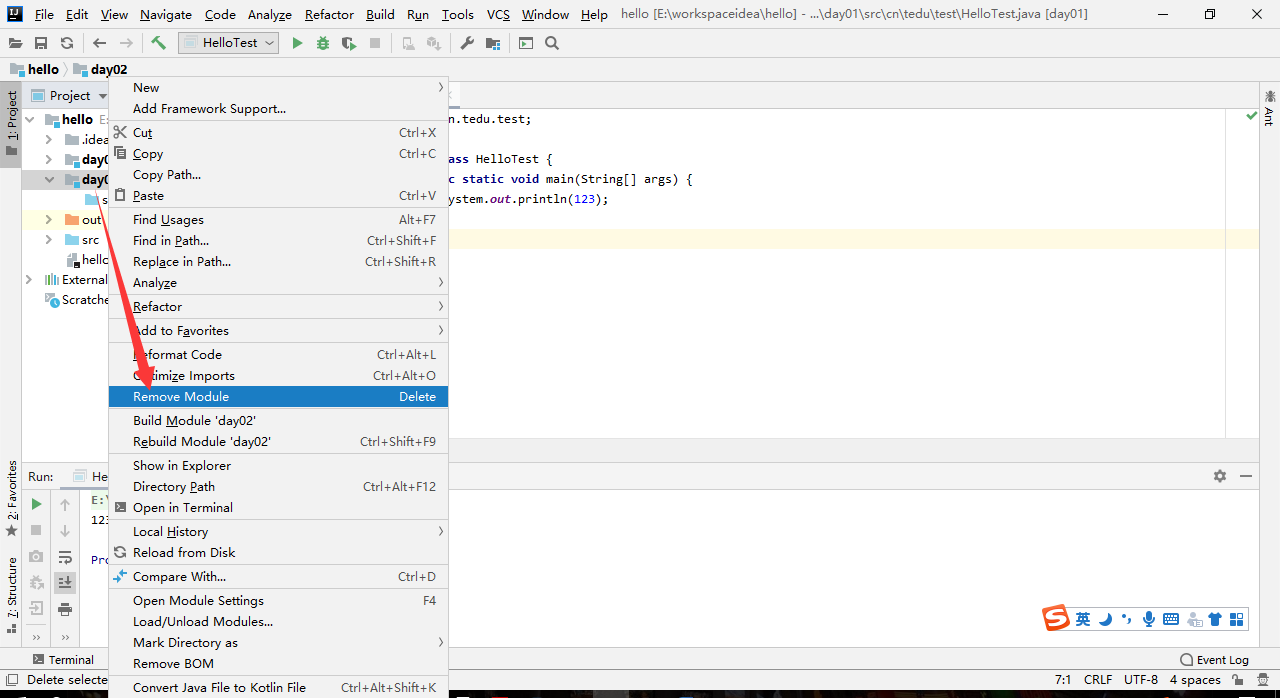 File Edit View Navigate Code Analyze Refactor Build Run Tools VCS Window Help hello [E:\workspaceidea\hello] - ...\day01\src\cn\tedu\test\HelloTest.java [day01]
HelloTest
hello day02
1: Project
Project
hello E:
.idea
day0
day0
s
out
src
hello
External
Scratche
New
Add Framework Support...
Cut Ctrl+X
Copy Ctrl+C
Copy Path...
Paste Ctrl+V
Find Usages Alt+F7
Find in Path... Ctrl+Shift+F
Replace in Path... Ctrl+Shift+R
Analyze
Refactor
Add to Favorites
Reformat Code Ctrl+Alt+L
Optimize Imports Ctrl+Alt+O
Remove Module Delete
Build Module 'day02'
Rebuild Module 'day02' Ctrl+Shift+F9
Show in Explorer
Directory Path Ctrl+Alt+F12
Open in Terminal
Local History
Reload from Disk
Compare With... Ctrl+D
Open Module Settings F4
Load/Unload Modules...
Mark Directory as
Remove BOM
Convert Java File to Kotlin File Ctrl+Alt+Shift+K
n.tedu.test;
ass HelloTest {
c static void main(String[] args) {
ystem.out.println(123);
Ant
2: Favorites
7: Structure
Run: He
E:\
123
Pro
英
Terminal
Event Log
Delete selecte
7:1 CRLF UTF-8 4 spaces